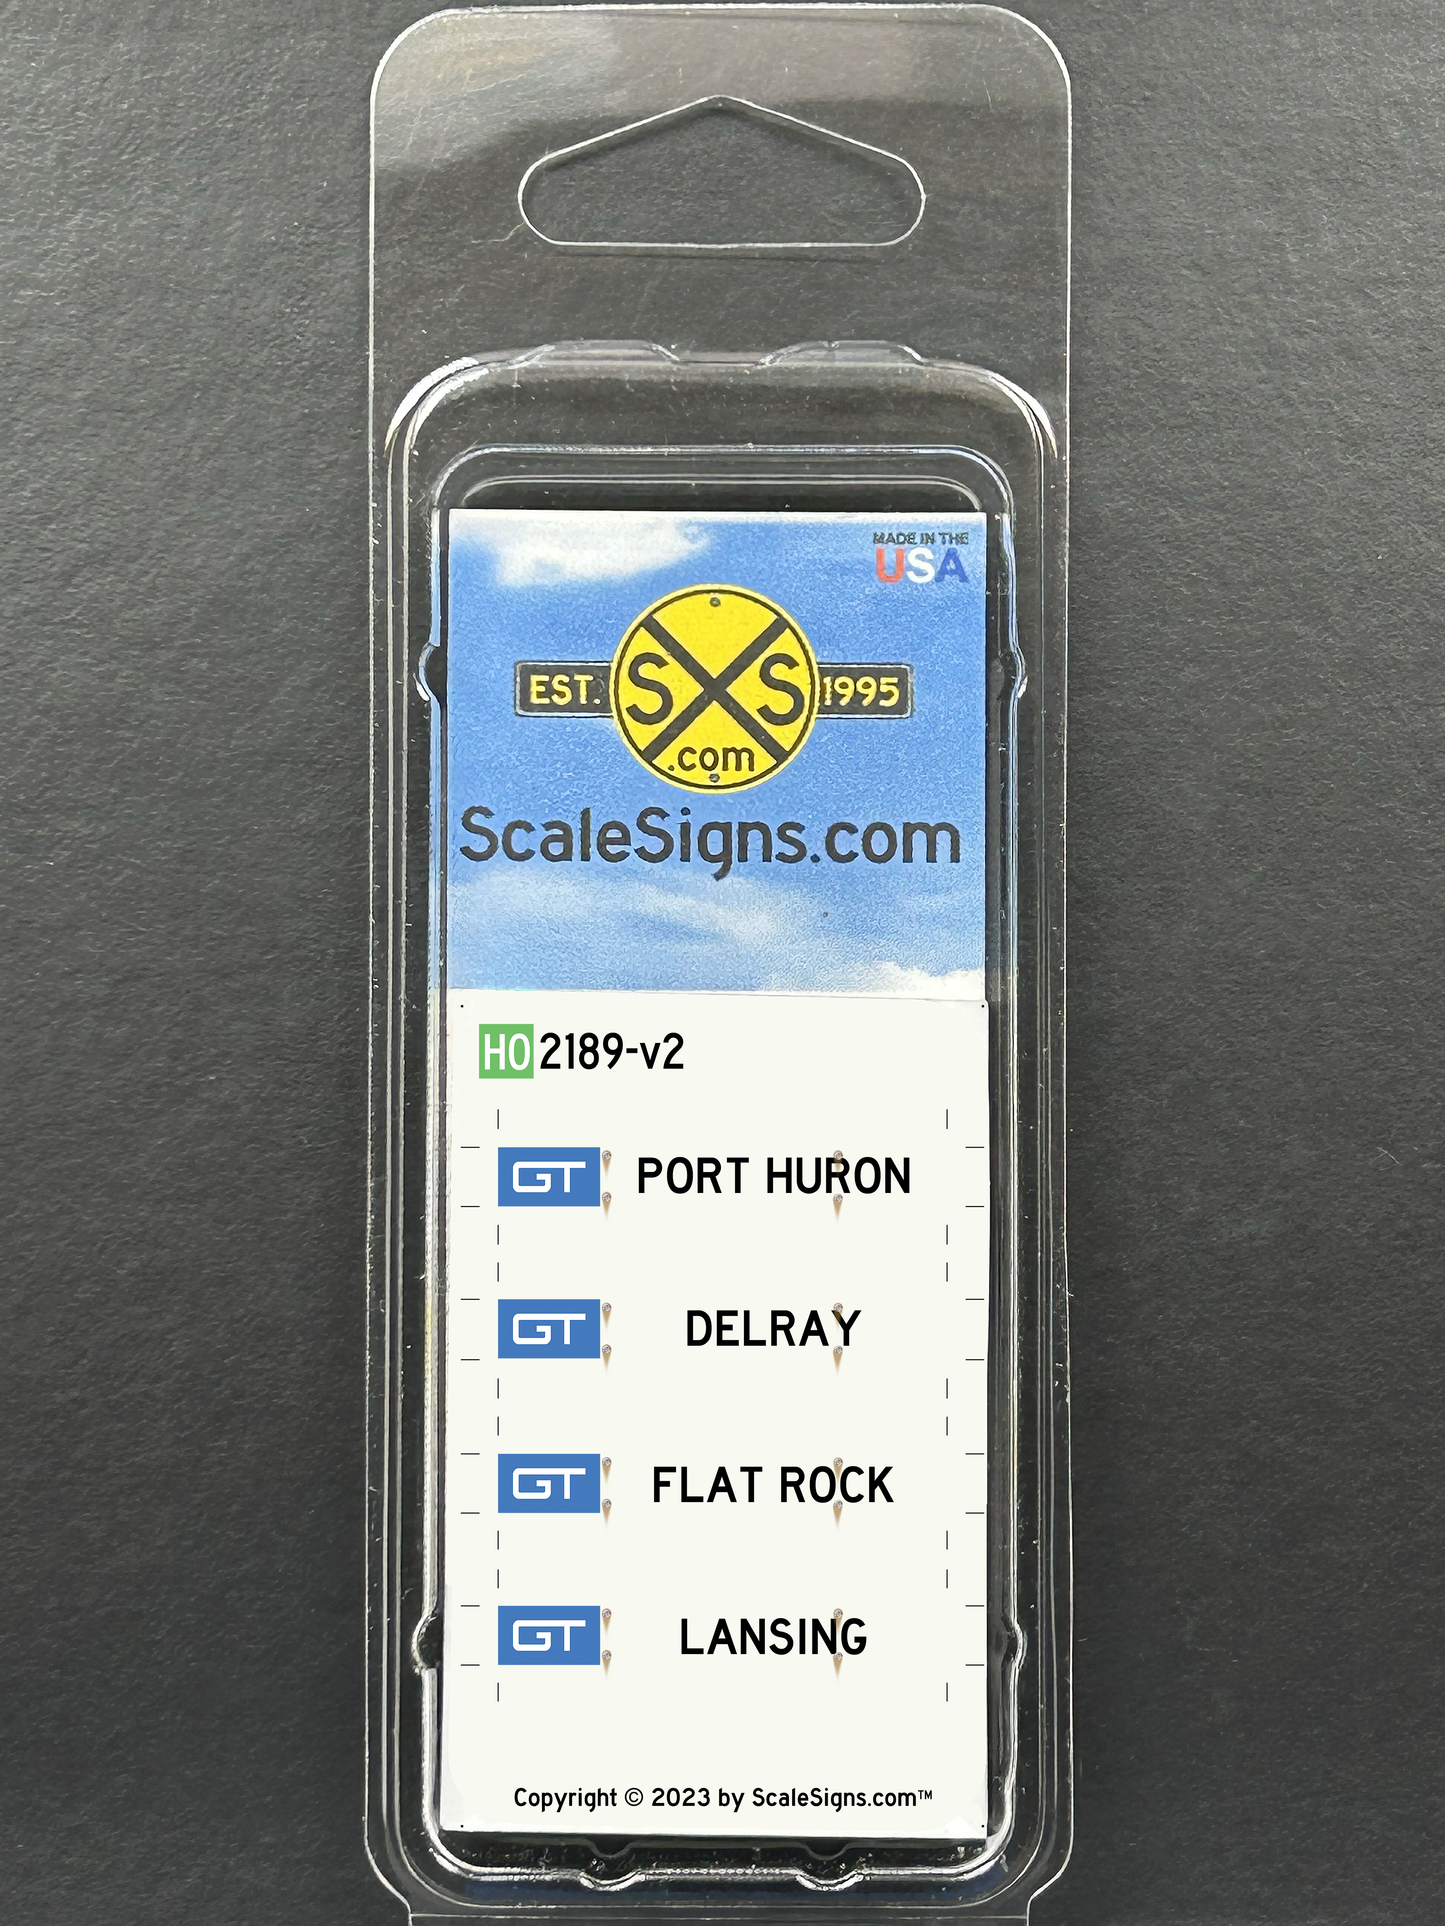 MADE IN THE
USA
EST. SXS 1995
.com
ScaleSigns.com
HO 2189-v2
GT PORT HURON
GT DELRAY
GT FLAT ROCK
GT LANSING
Copyright © 2023 by ScaleSigns.com™